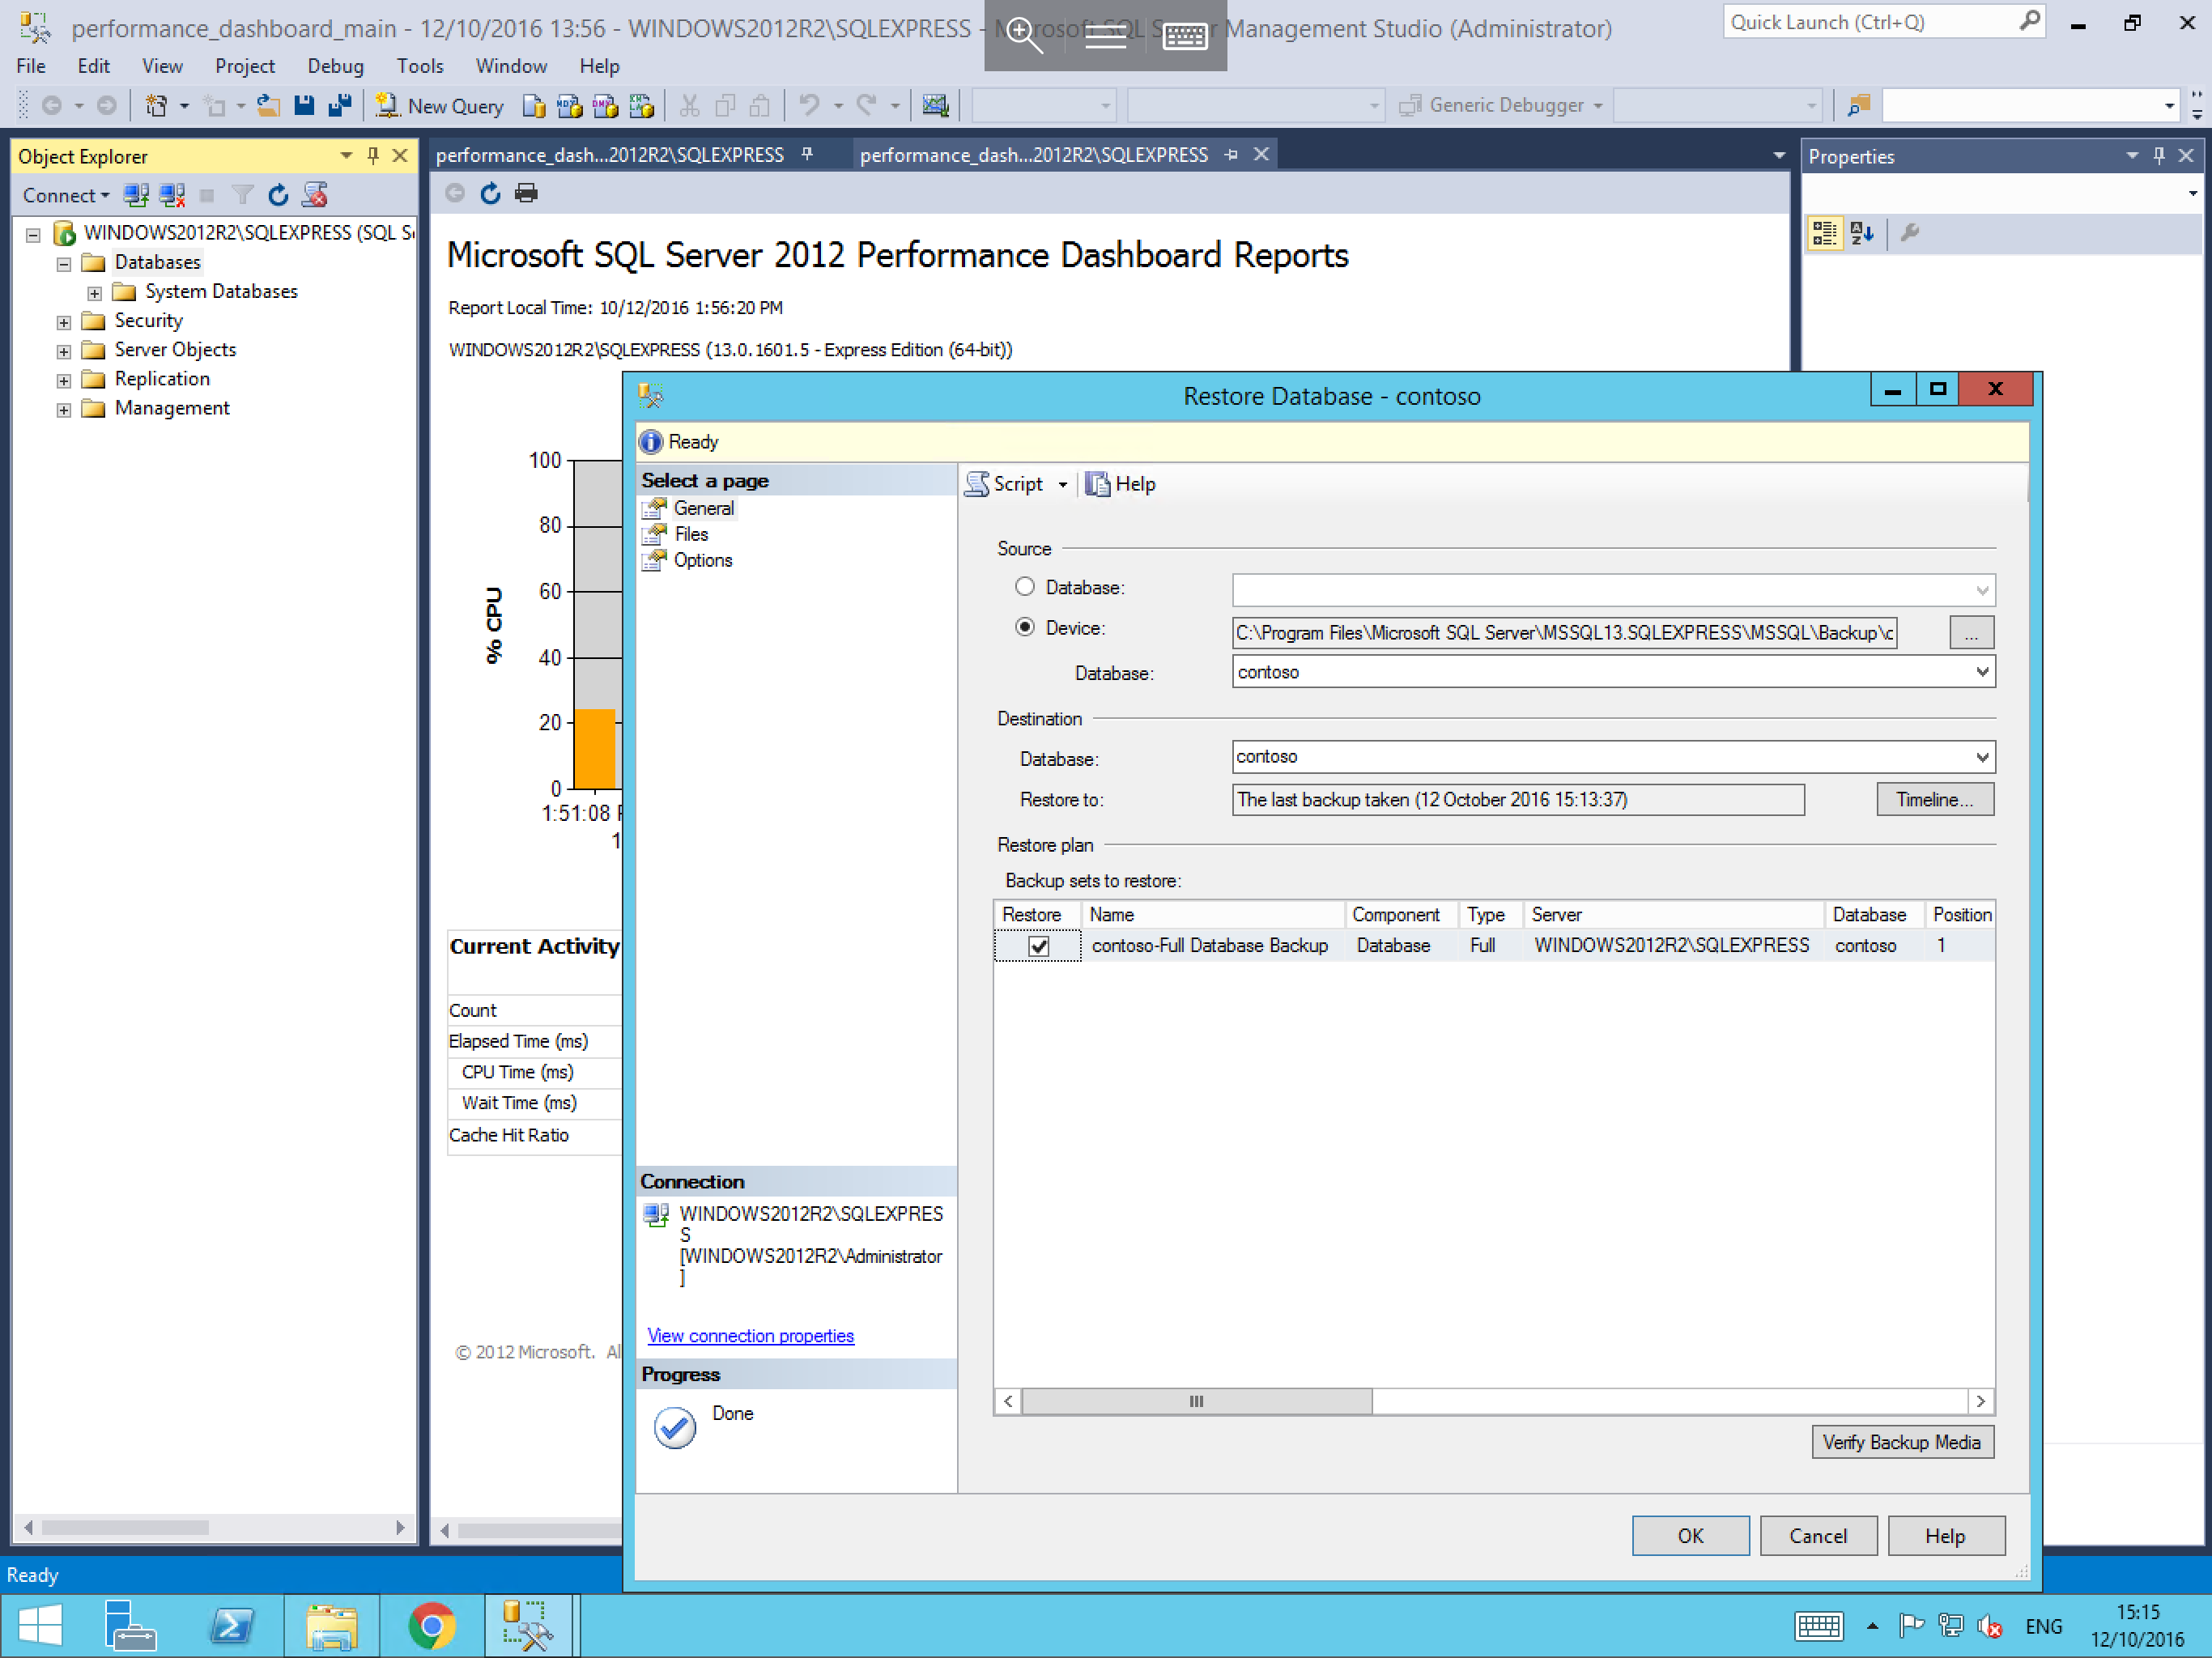 performance_dashboard_main - 12/10/2016 13:56 - WINDOWS2012R2\SQLEXPRESS - Microsoft SQL Server Management Studio (Administrator)
Quick Launch (Ctrl+Q)
File Edit View Project Debug Tools Window Help
New Query
Generic Debugger
Object Explorer
performance_dash...2012R2\SQLEXPRESS
performance_dash...2012R2\SQLEXPRESS
Properties
Connect
WINDOWS2012R2\SQLEXPRESS (SQL S
Databases
System Databases
Security
Server Objects
Replication
Management
Microsoft SQL Server 2012 Performance Dashboard Reports
Report Local Time: 10/12/2016 1:56:20 PM
WINDOWS2012R2\SQLEXPRESS (13.0.1601.5 - Express Edition (64-bit))
100
80
60
40
20
0
% CPU
1:51:08
1
Current Activity
Count
Elapsed Time (ms)
CPU Time (ms)
Wait Time (ms)
Cache Hit Ratio
© 2012 Microsoft. Al
Restore Database - contoso
Ready
Select a page
General
Files
Options
Script Help
Source
Database:
Device: C:\Program Files\Microsoft SQL Server\MSSQL13.SQLEXPRESS\MSSQL\Backup\c ...
Database: contoso
Destination
Database: contoso
Restore to: The last backup taken (12 October 2016 15:13:37) Timeline...
Restore plan
Backup sets to restore:
Restore Name Component Type Server Database Position
contoso-Full Database Backup Database Full WINDOWS2012R2\SQLEXPRESS contoso 1
Connection
WINDOWS2012R2\SQLEXPRES
S
[WINDOWS2012R2\Administrator
]
View connection properties
Progress
Done
Verify Backup Media
OK Cancel Help
Ready
ENG
15:15
12/10/2016